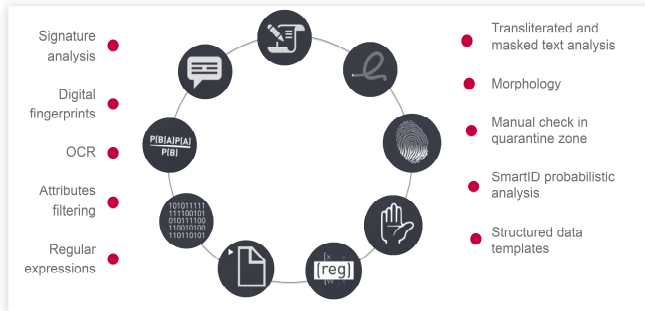 Signature
analysis
Digital
fingerprints
OCR
Attributes
filtering
Regular
expressions
P(B|A)P(A)
P(B)
101011111
111100101
010111100
110010100
110110101
(reg)
Transliterated and
masked text analysis
Morphology
Manual check in
quarantine zone
SmartID probabilistic
analysis
Structured data
templates